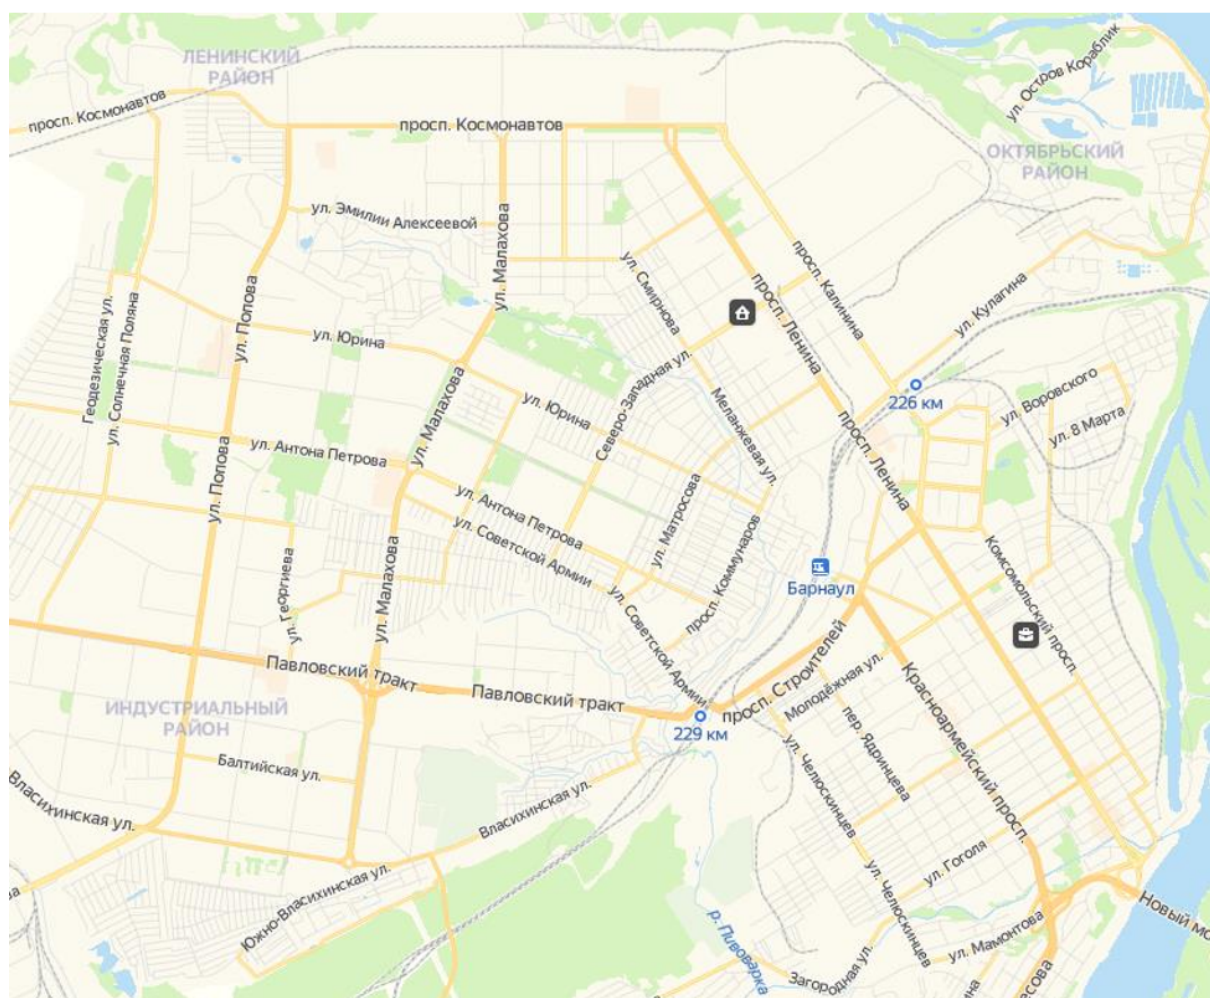 ЛЕНИНСКИЙ
РАЙОН
просп. Космонавтов
просп. Космонавтов
ул. Остров Кораблик
ОКТЯБРЬСКИЙ
РАЙОН
ул. Эмилии Алексеевой
ул. Малахова
ул. Смирнова
просп. Калинина
просп. Ленина
ул. Кулагина
Геодезическая ул.
ул. Солнечная Поляна
ул. Попова
ул. Юрина
ул. Малахова
ул. Юрина
Северо-Западная ул.
Меланжевая ул.
226 км
ул. Воровского
ул. 8 Марта
просп. Ленина
ул. Попова
ул. Антона Петрова
ул. Антона Петрова
ул. Советской Армии
ул. Матросова
просп. Коммунаров
Барнаул
Комсомольский просп.
ул. Георгиева
ул. Малахова
ул. Советской Армии
Павловский тракт
Павловский тракт
просп. Строителей
Молодёжная ул.
Красноармейский просп.
ИНДУСТРИАЛЬНЫЙ
РАЙОН
229 км
пер. Ядринцева
Балтийская ул.
ул. Челюскинцев
Власихинская ул.
Власихинская ул.
ул. Гоголя
ул. Челюскинцев
Южно-Власихинская ул.
р. Пивоварка
ул. Мамонтова
Новый мо
Загородная ул.